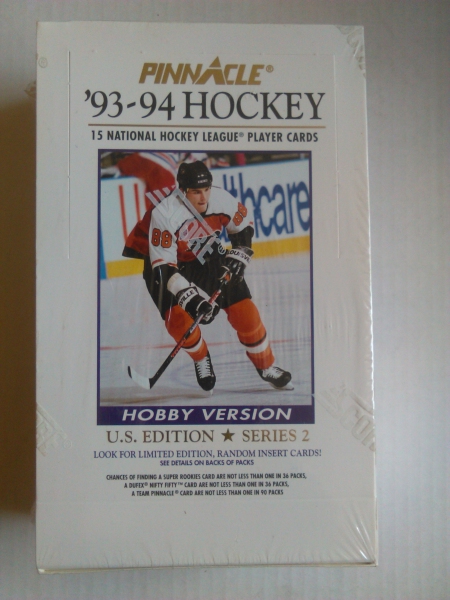 PINNACLE®
'93-94 HOCKEY
15 NATIONAL HOCKEY LEAGUE® PLAYER CARDS
thcare
88
HOBBY VERSION
U.S. EDITION ★ SERIES 2
LOOK FOR LIMITED EDITION, RANDOM INSERT CARDS!
SEE DETAILS ON BACKS OF PACKS
CHANCES OF FINDING A SUPER ROOKIES CARD ARE NOT LESS THAN ONE IN 36 PACKS,
A DUFEX® NIFTY FIFTY™ CARD ARE NOT LESS THAN ONE IN 36 PACKS,
A TEAM PINNACLE® CARD ARE NOT LESS THAN ONE IN 90 PACKS